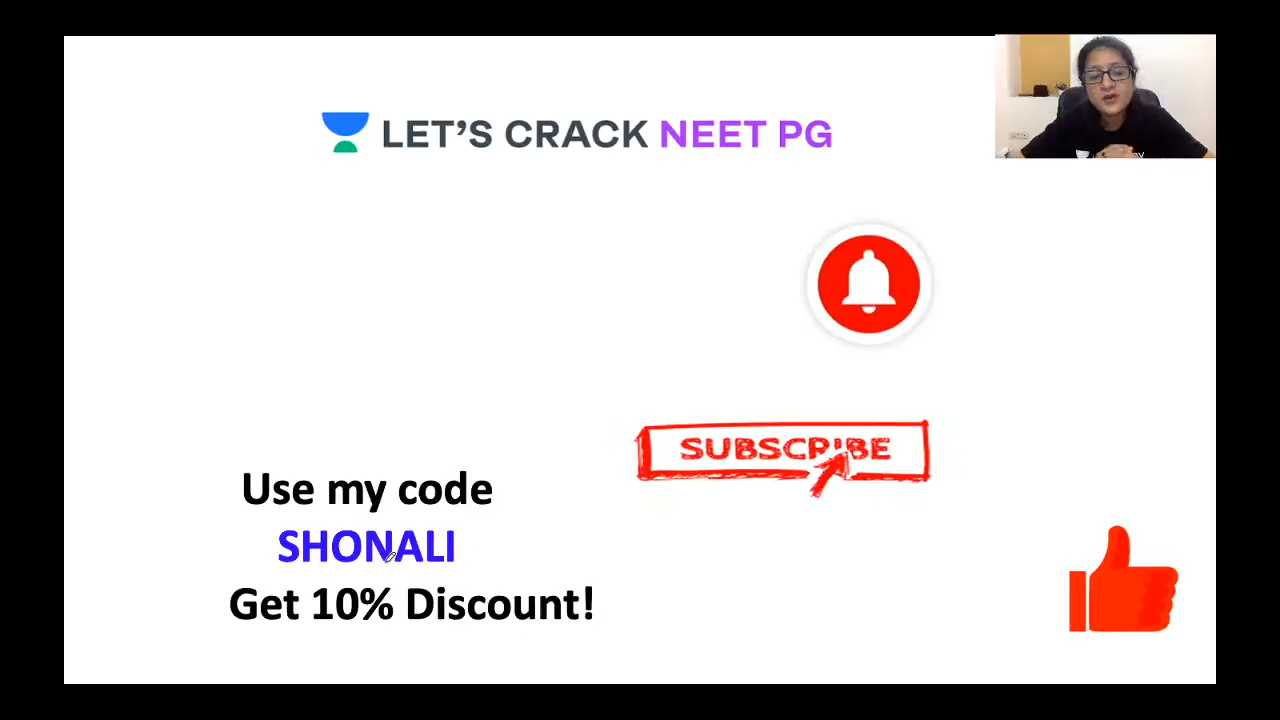 LET'S CRACK NEET PG
SUBSCRIBE
Use my code
SHONALI
Get 10% Discount!